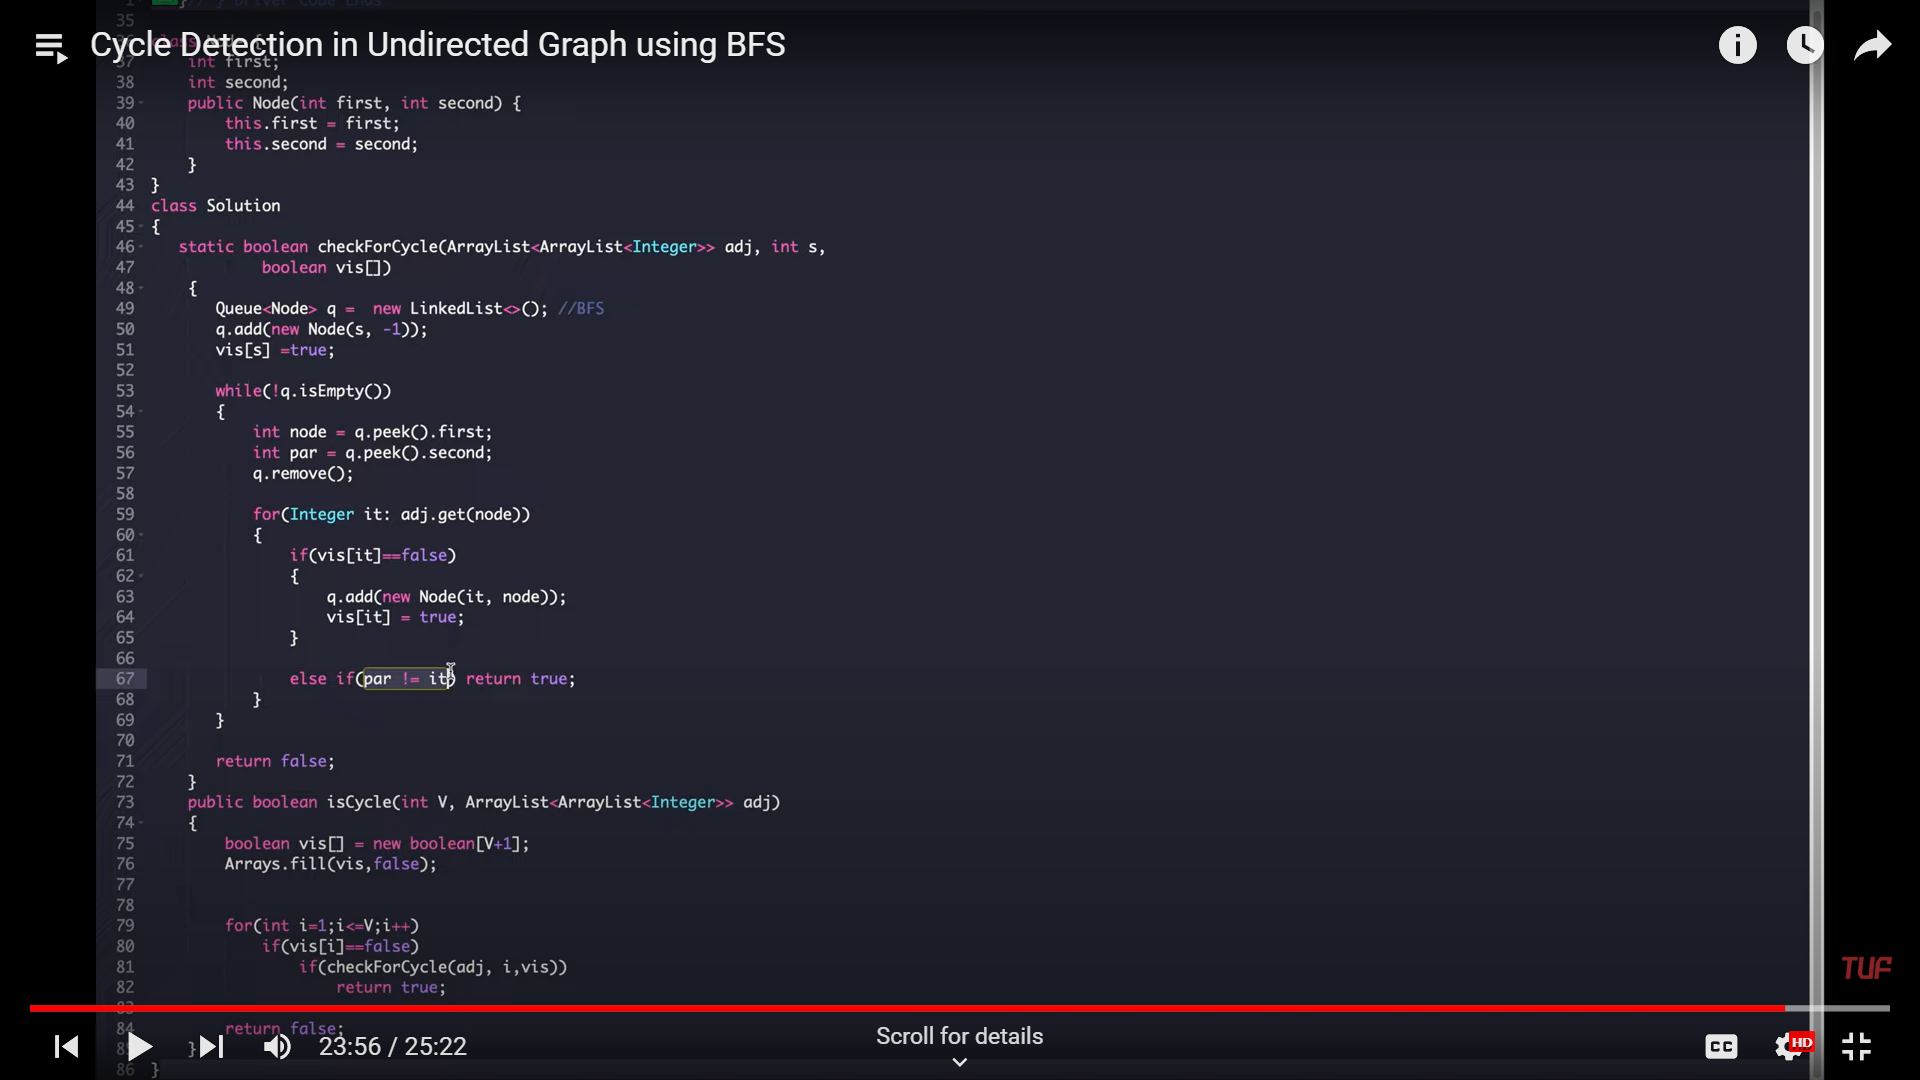 Cycle Detection in Undirected Graph using BFS
35
37 int first;
38 int second;
39 public Node(int first, int second) {
40 this.first = first;
41 this.second = second;
42 }
43 }
44 class Solution
45 {
46 static boolean checkForCycle(ArrayList<ArrayList<Integer>> adj, int s,
47 boolean vis[])
48 {
49 Queue<Node> q =  new LinkedList<>(); //BFS
50 q.add(new Node(s, -1));
51 vis[s] =true;
52
53 while(!q.isEmpty())
54 {
55 int node = q.peek().first;
56 int par = q.peek().second;
57 q.remove();
58
59 for(Integer it: adj.get(node))
60 {
61 if(vis[it]==false)
62 {
63 q.add(new Node(it, node));
64 vis[it] = true;
65 }
66
67 else if(par != it) return true;
68 }
69 }
70
71 return false;
72 }
73 public boolean isCycle(int V, ArrayList<ArrayList<Integer>> adj)
74 {
75 boolean vis[] = new boolean[V+1];
76 Arrays.fill(vis,false);
77
78
79 for(int i=1;i<=V;i++)
80 if(vis[i]==false)
81 if(checkForCycle(adj, i,vis))
82 return true;
TUF
84 return false;
85 }
86 }
23:56 / 25:22
Scroll for details
CC
HD